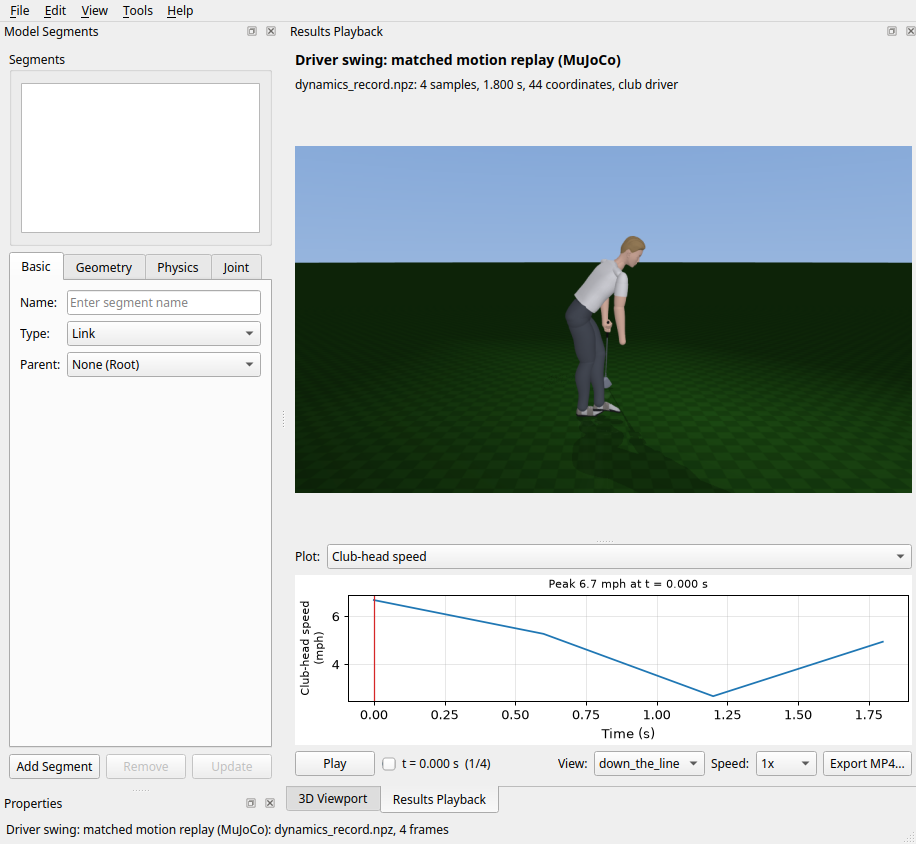 File Edit View Tools Help
Model Segments
Segments
Basic Geometry Physics Joint
Name: Enter segment name
Type: Link
Parent: None (Root)
Add Segment Remove Update
Properties
Results Playback
Driver swing: matched motion replay (MuJoCo)
dynamics_record.npz: 4 samples, 1.800 s, 44 coordinates, club driver
Plot: Club-head speed
Peak 6.7 mph at t = 0.000 s
Club-head speed
(mph)
6
4
0.00 0.25 0.50 0.75 1.00 1.25 1.50 1.75
Time (s)
Play t = 0.000 s (1/4) View: down_the_line Speed: 1x Export MP4...
3D Viewport Results Playback
Driver swing: matched motion replay (MuJoCo): dynamics_record.npz, 4 frames